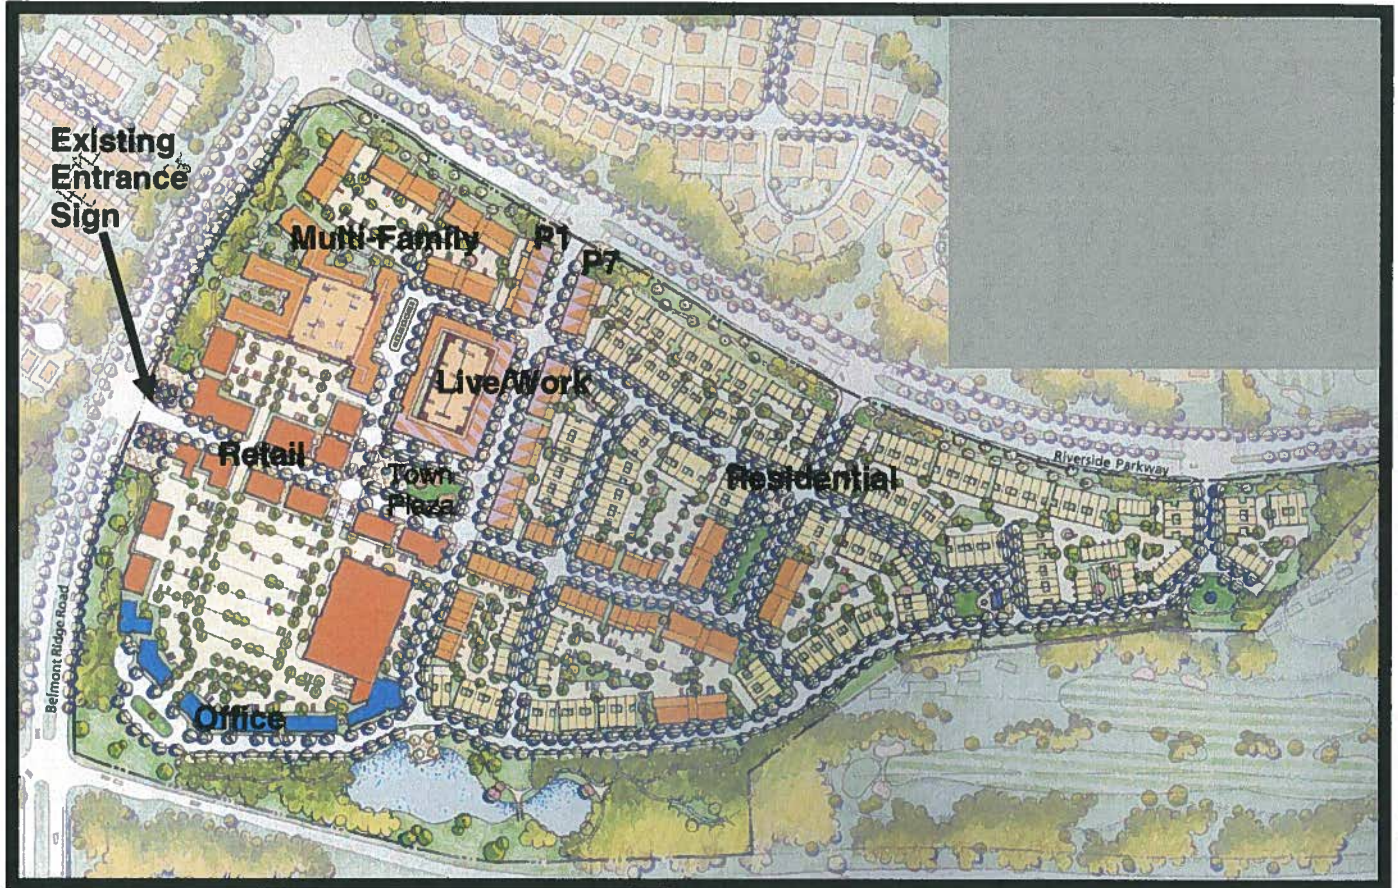 Existing
Entrance
Sign
Multi-Family
P1
P7
Live/Work
Retail
Town
Plaza
Residential
Riverside Parkway
Belmont Ridge Road
Office